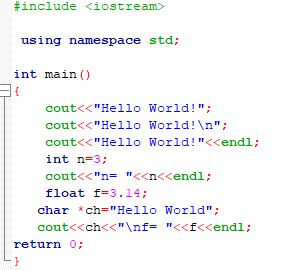 #include <iostream>
using namespace std;
int main()
{
cout<<"Hello World!";
cout<<"Hello World!\n";
cout<<"Hello World!"<<endl;
int n=3;
cout<<"n= "<<n<<endl;
float f=3.14;
char *ch="Hello World";
cout<<ch<<"\nf= "<<f<<endl;
return 0;
}